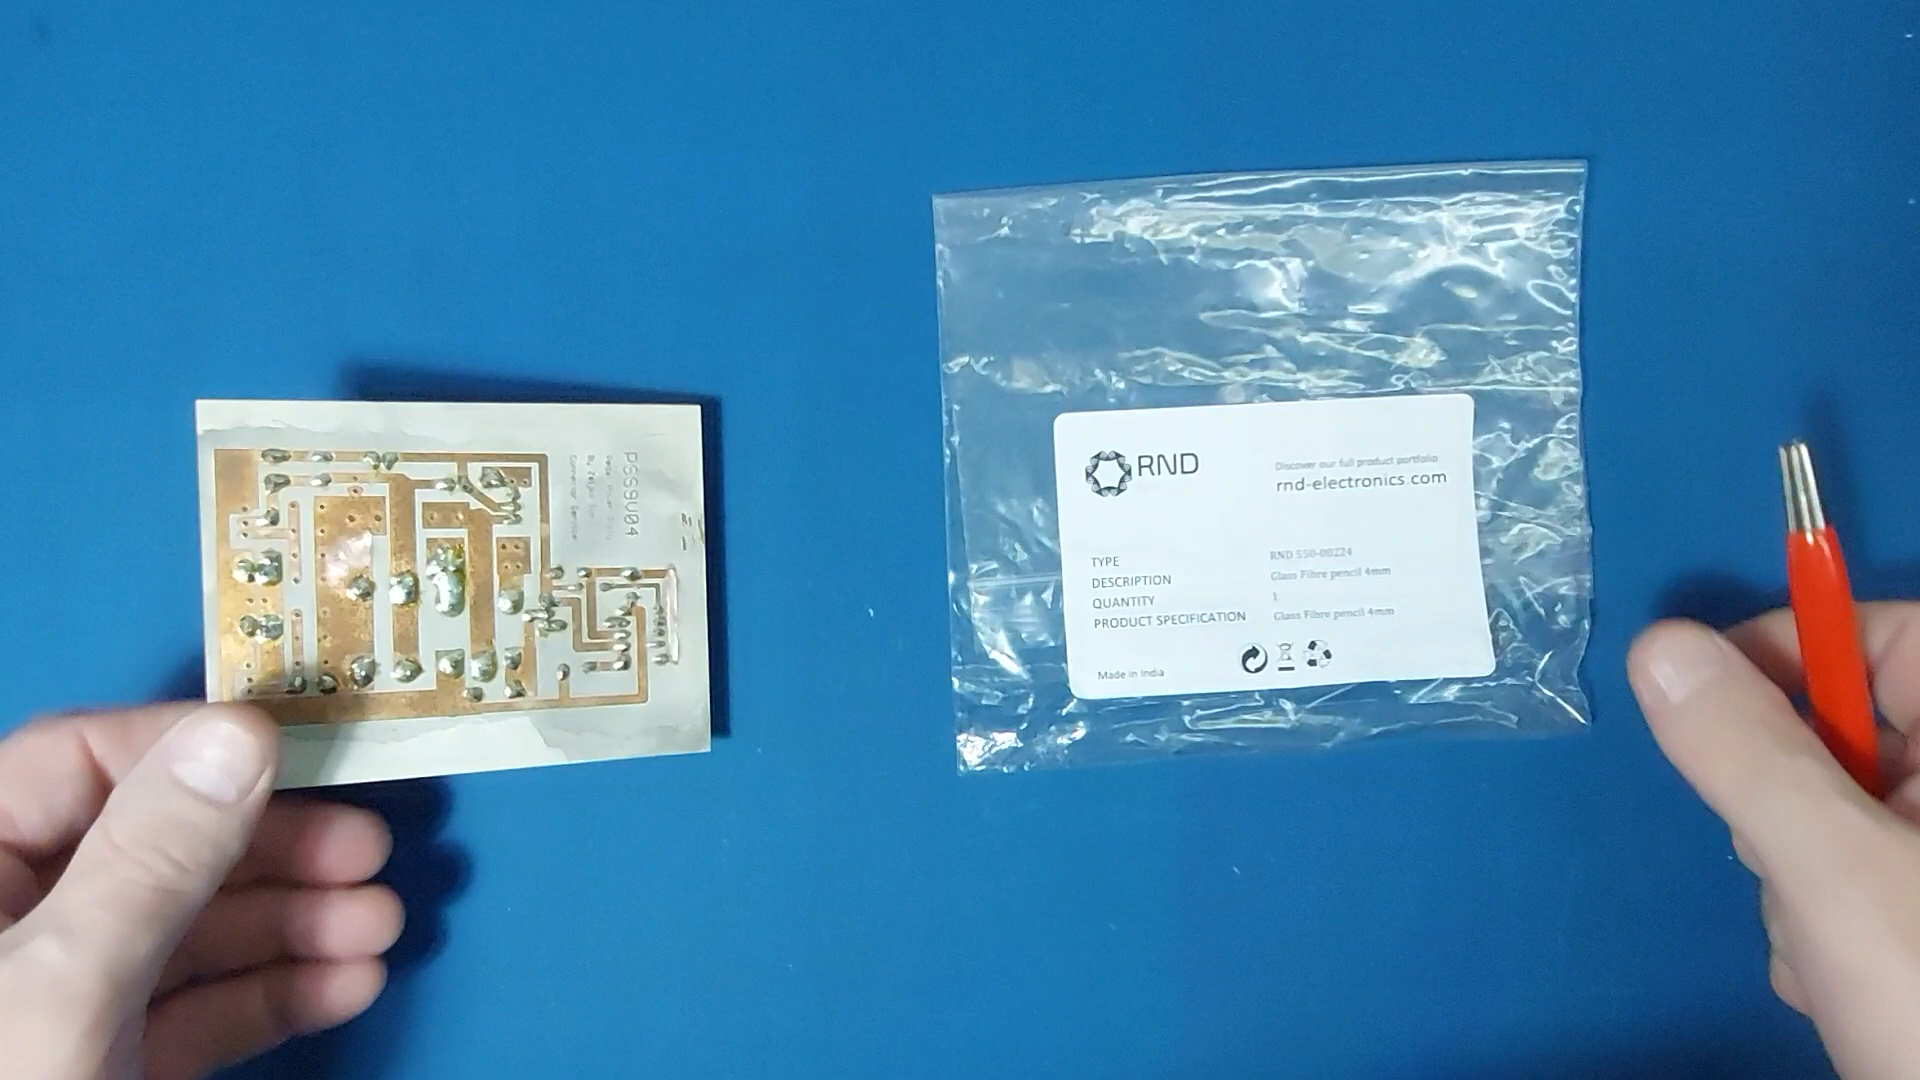 PSS9V04
RND
Discover our full product portfolio
rnd-electronics.com
TYPE RND 550-00224
DESCRIPTION Glass Fibre pencil 4mm
QUANTITY 1
PRODUCT SPECIFICATION Glass Fibre pencil 4mm
Made in India